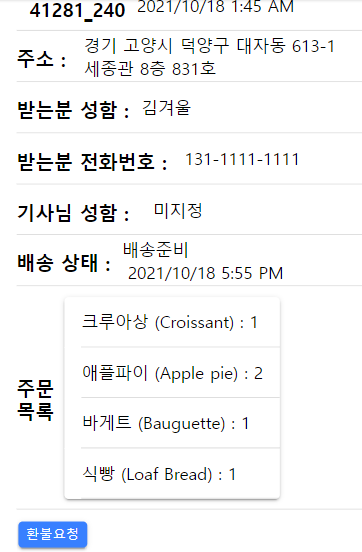 41281_240 2021/10/18 1:45 AM
주소 : 경기 고양시 덕양구 대자동 613-1
세종관 8층 831호
받는분 성함 : 김겨울
받는분 전화번호 : 131-1111-1111
기사님 성함 : 미지정
배송 상태 : 배송준비
2021/10/18 5:55 PM
주문
목록
크루아상 (Croissant) : 1
애플파이 (Apple pie) : 2
바게트 (Bauguette) : 1
식빵 (Loaf Bread) : 1
환불요청